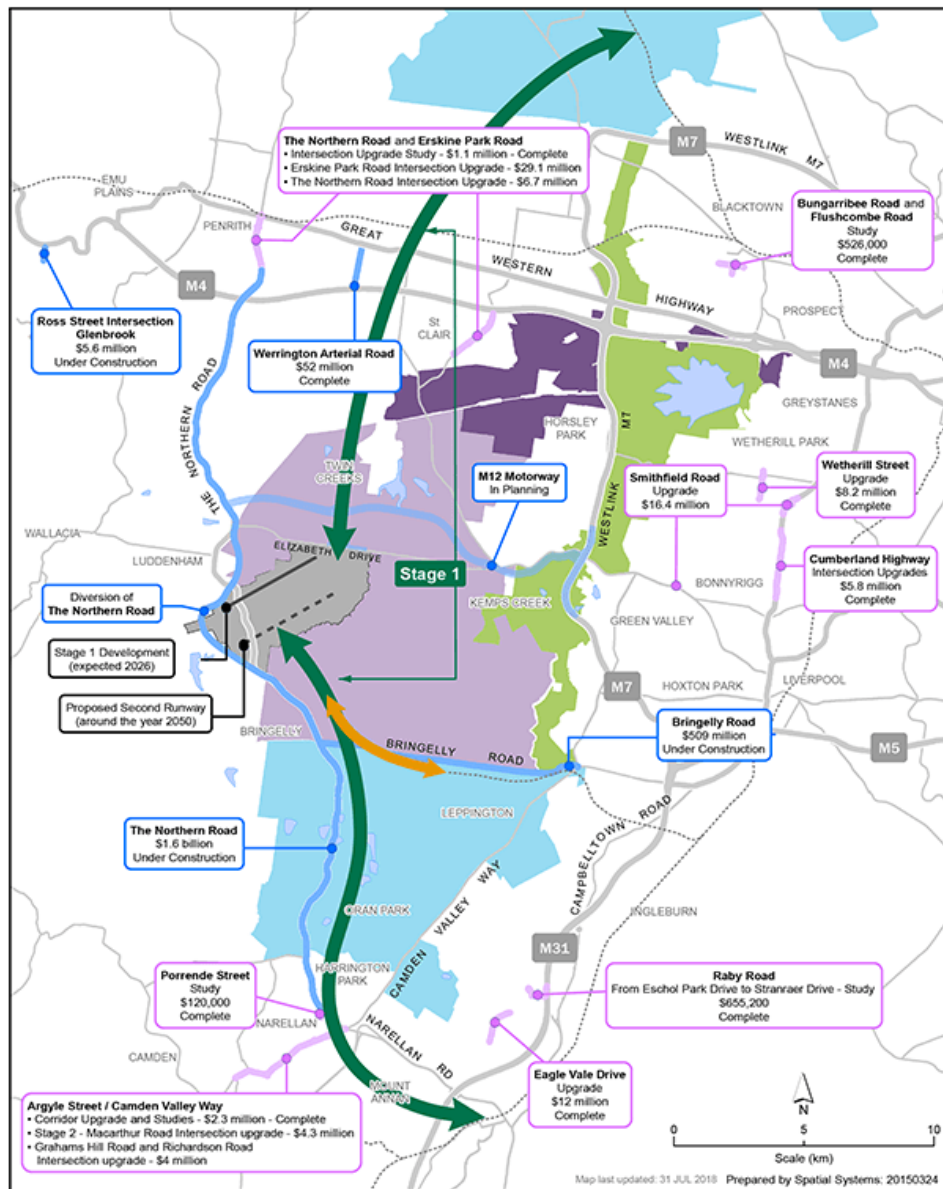 M7
WESTLINK M7
The Northern Road and Erskine Park Road
• Intersection Upgrade Study - $1.1 million - Complete
• Erskine Park Road Intersection Upgrade - $29.1 million
• The Northern Road Intersection Upgrade - $6.7 million
EMU
PLAINS
BLACKTOWN
Bungarribee Road and
Flushcombe Road
Study
$526,000
Complete
PENRITH
GREAT WESTERN HIGHWAY
M4
Ross Street Intersection
Glenbrook
$5.6 million
Under Construction
St
CLAIR
PROSPECT
Werrington Arterial Road
$52 million
Complete
M4
GREYSTANES
THE NORTHERN ROAD
HORSLEY
PARK
WESTLINK M7
WETHERILL PARK
TWIN
CREEKS
M12 Motorway
In Planning
Smithfield Road
Upgrade
$16.4 million
Wetherill Street
Upgrade
$8.2 million
Complete
WALLACIA
LUDDENHAM
ELIZABETH DRIVE
Stage 1
Cumberland Highway
Intersection Upgrades
$5.8 million
Complete
BONNYRIGG
Diversion of
The Northern Road
KEMPS CREEK
GREEN VALLEY
Stage 1 Development
(expected 2026)
M7
HOXTON PARK
LIVERPOOL
Proposed Second Runway
(around the year 2050)
BRINGELLY
BRINGELLY ROAD
Bringelly Road
$509 million
Under Construction
M5
LEPPINGTON
The Northern Road
$1.6 billion
Under Construction
CAMPBELLTOWN ROAD
CAMDEN VALLEY WAY
ORAN PARK
INGLEBURN
M31
HARRINGTON
PARK
Porrende Street
Study
$120,000
Complete
NARELLAN
Raby Road
From Eschol Park Drive to Stranraer Drive - Study
$655,200
Complete
NARELLAN RD
CAMDEN
MOUNT
ANNAN
Eagle Vale Drive
Upgrade
$12 million
Complete
Argyle Street / Camden Valley Way
• Corridor Upgrade and Studies - $2.3 million - Complete
• Stage 2 - Macarthur Road Intersection upgrade - $4.3 million
• Grahams Hill Road and Richardson Road
Intersection upgrade - $4 million
N
0 5 10
Scale (km)
Map last updated: 31 JUL 2018 Prepared by Spatial Systems: 20150324